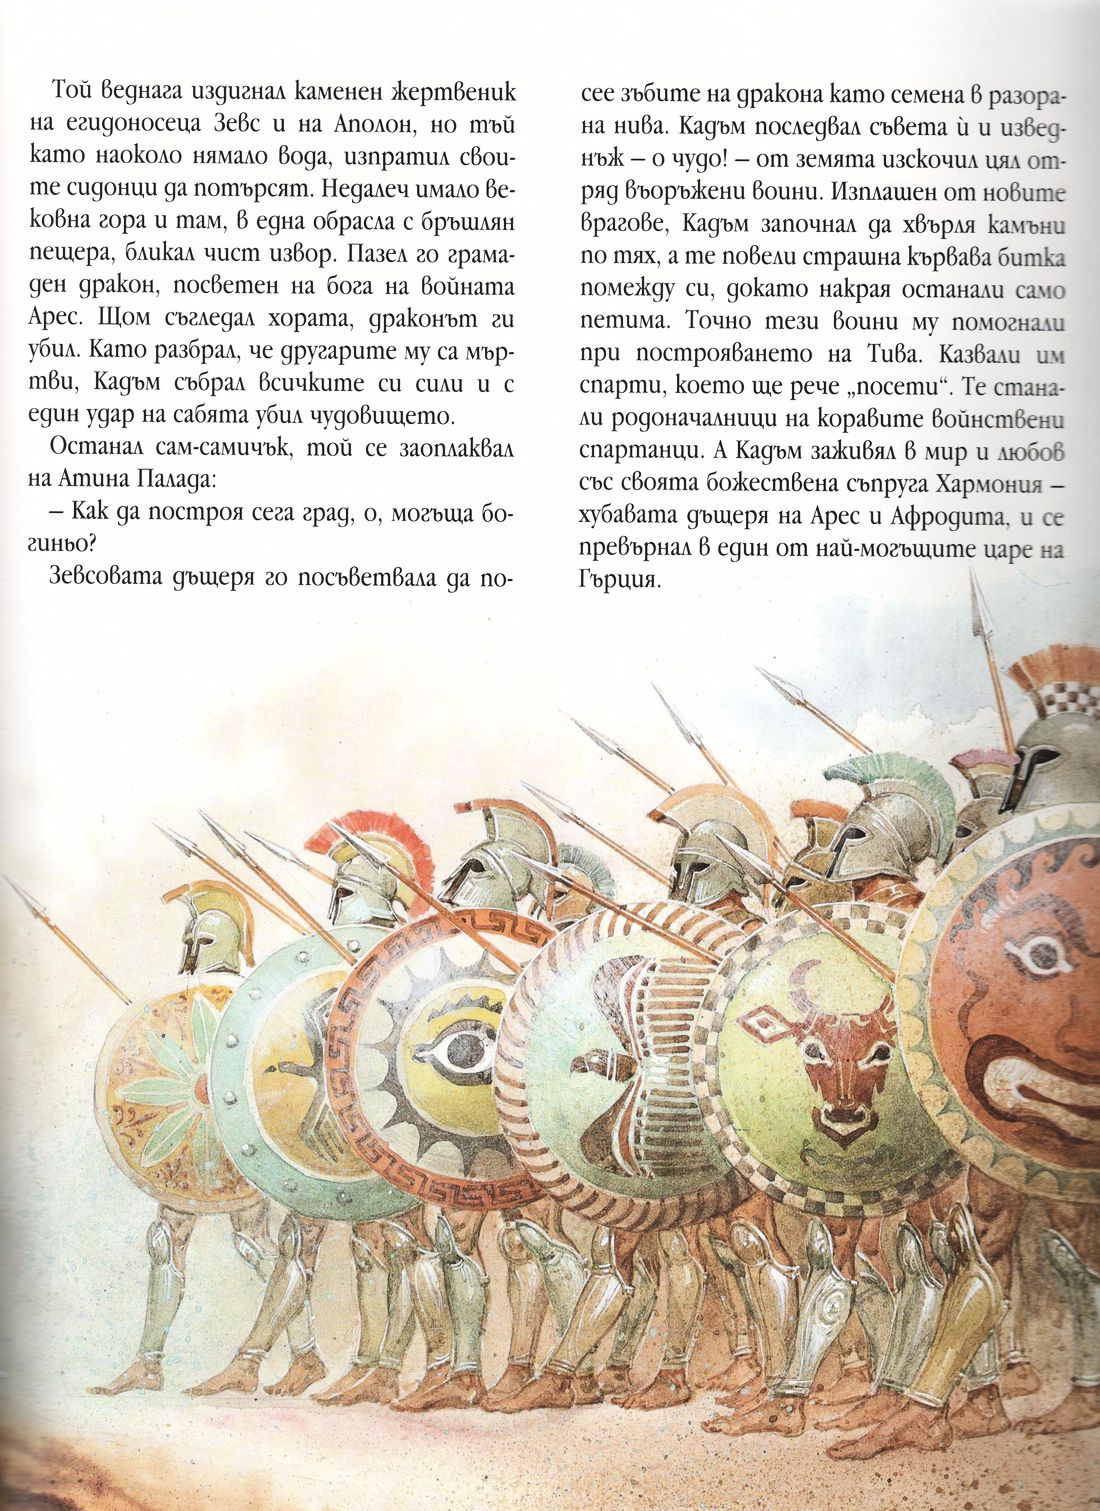 Той веднага издигнал каменен жертвеник
на егидоносеца Зевс и на Аполон, но тъй
като наоколо нямало вода, изпратил свои-
те сидонци да потърсят. Недалеч имало ве-
ковна гора и там, в една обрасла с бръшлян
пещера, бликал чист извор. Пазел го грама-
ден дракон, посветен на бога на войната
Арес. Щом съгледал хората, драконът ги
убил. Като разбрал, че другарите му са мър-
тви, Кадъм събрал всичките си сили и с
един удар на сабята убил чудовището.
Останал сам-самичък, той се заоплаквал
на Атина Палада:
– Как да построя сега град, о, могъща бо-
гиньо?
Зевсовата дъщеря го посъветвала да по-
сее зъбите на дракона като семена в разора-
на нива. Кадъм последвал съвета ѝ и извед-
нъж – о чудо! – от земята изскочил цял от-
ряд въоръжени воини. Изплашен от новите
врагове, Кадъм започнал да хвърля камъни
по тях, а те повели страшна кървава битка
помежду си, докато накрая останали само
петима. Точно тези воини му помогнали
при построяването на Тива. Казвали им
спарти, което ще рече „посети“. Те стана-
ли родоначалници на коравите войнствени
спартанци. А Кадъм заживял в мир и любов
със своята божествена съпруга Хармония –
хубавата дъщеря на Арес и Афродита, и се
превърнал в един от най-могъщите царе на
Гърция.